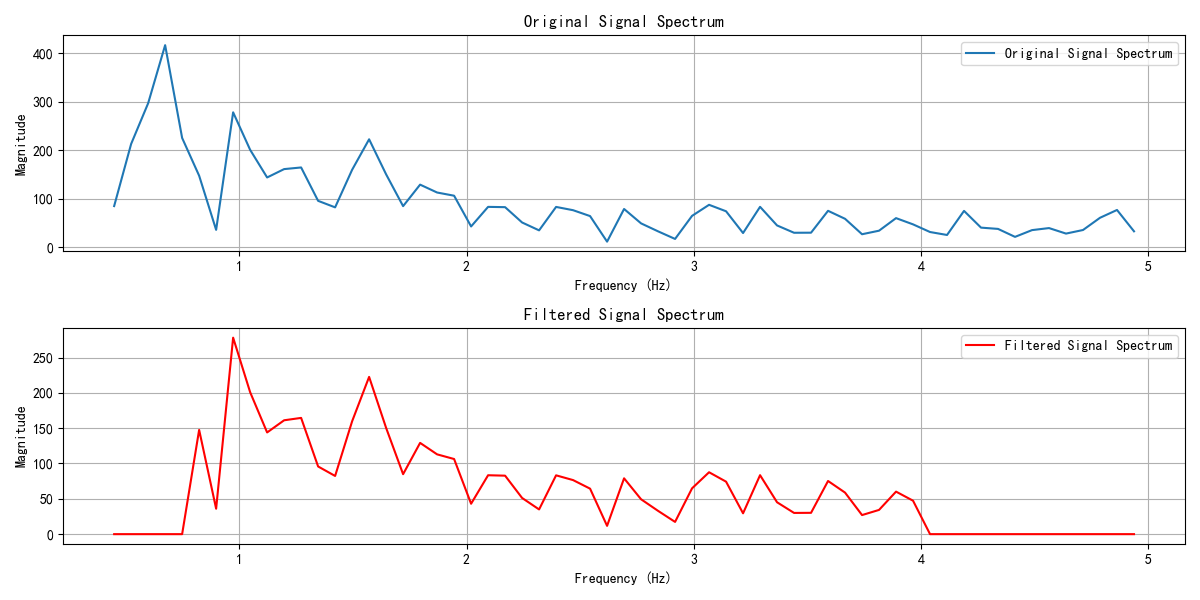 Original Signal Spectrum
Original Signal Spectrum
Magnitude
400
300
200
100
0
1 2 3 4 5
Frequency (Hz)
Filtered Signal Spectrum
Filtered Signal Spectrum
Magnitude
250
200
150
100
50
0
1 2 3 4 5
Frequency (Hz)